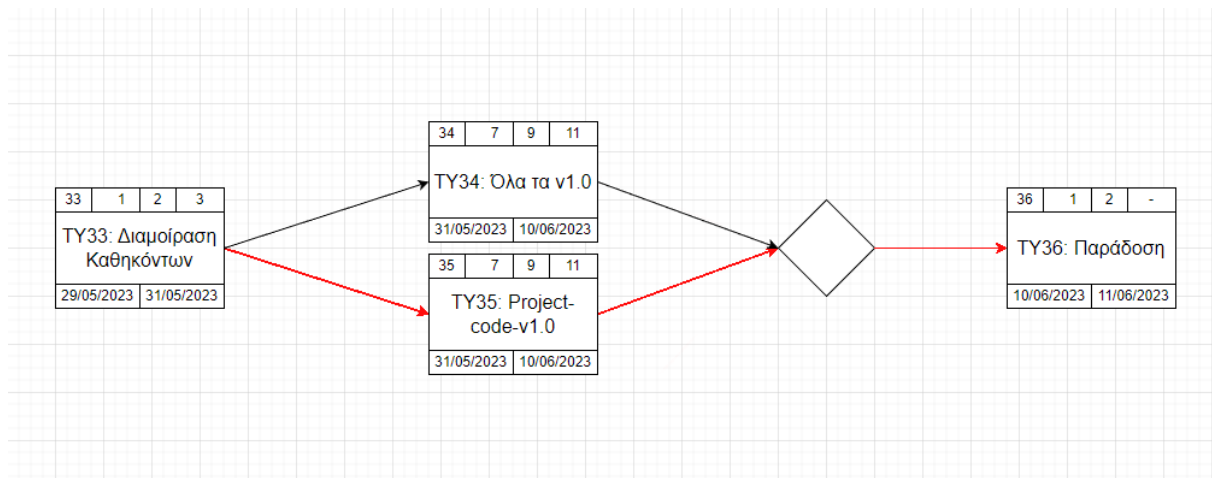 33 1 2 3
ΤΥ33: Διαμοίραση
Καθηκόντων
29/05/2023 31/05/2023
34 7 9 11
ΤΥ34: Όλα τα v1.0
31/05/2023 10/06/2023
35 7 9 11
ΤΥ35: Project-
code-v1.0
31/05/2023 10/06/2023
36 1 2 -
ΤΥ36: Παράδοση
10/06/2023 11/06/2023